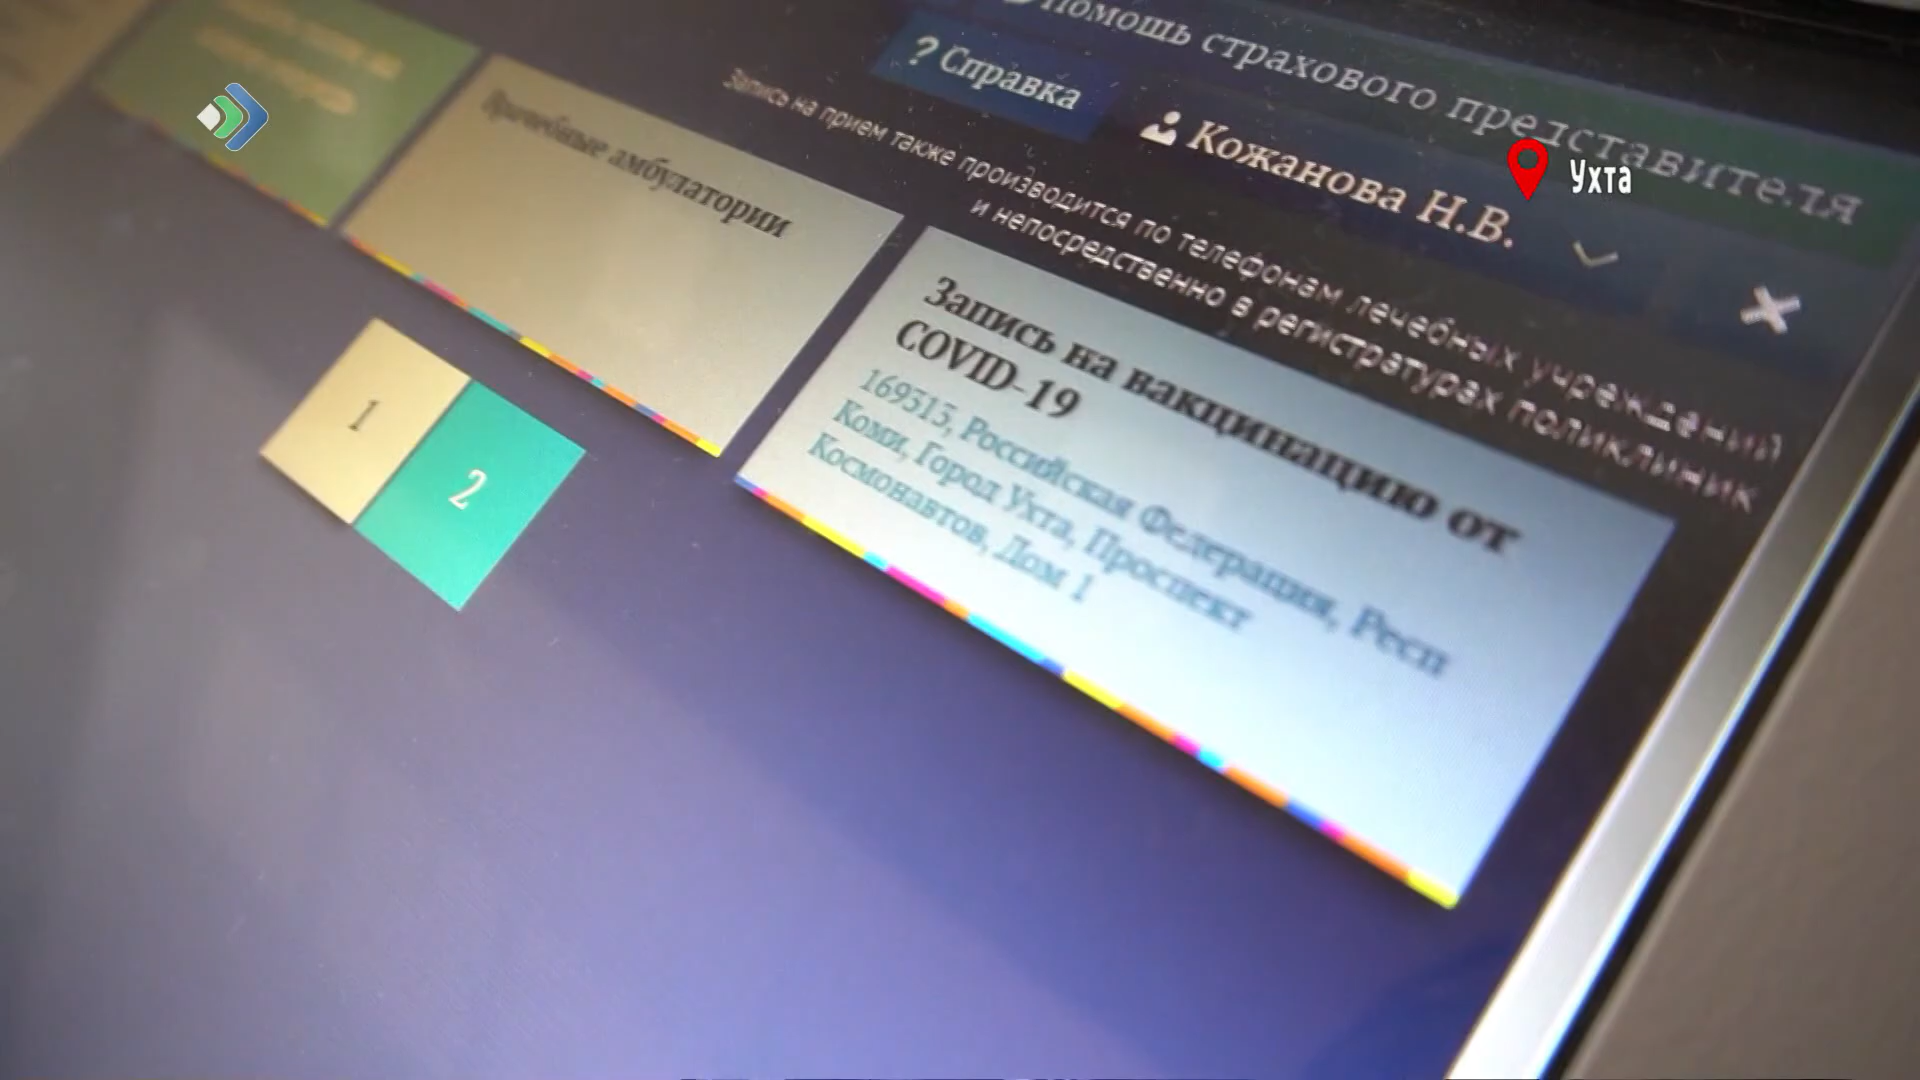 Помощь страхового представителя
? Справка
Кожанова Н.В.
Ухта
Запись на прием также производится по телефонам лечебных учреждений
и непосредственно в регистратурах поликлиник
Врачебные амбулатории
Запись на вакцинацию от
COVID-19
169313, Российская Федерация, Респ
Коми, Город Ухта, Проспект
Космонавтов, Дом 1
1
2